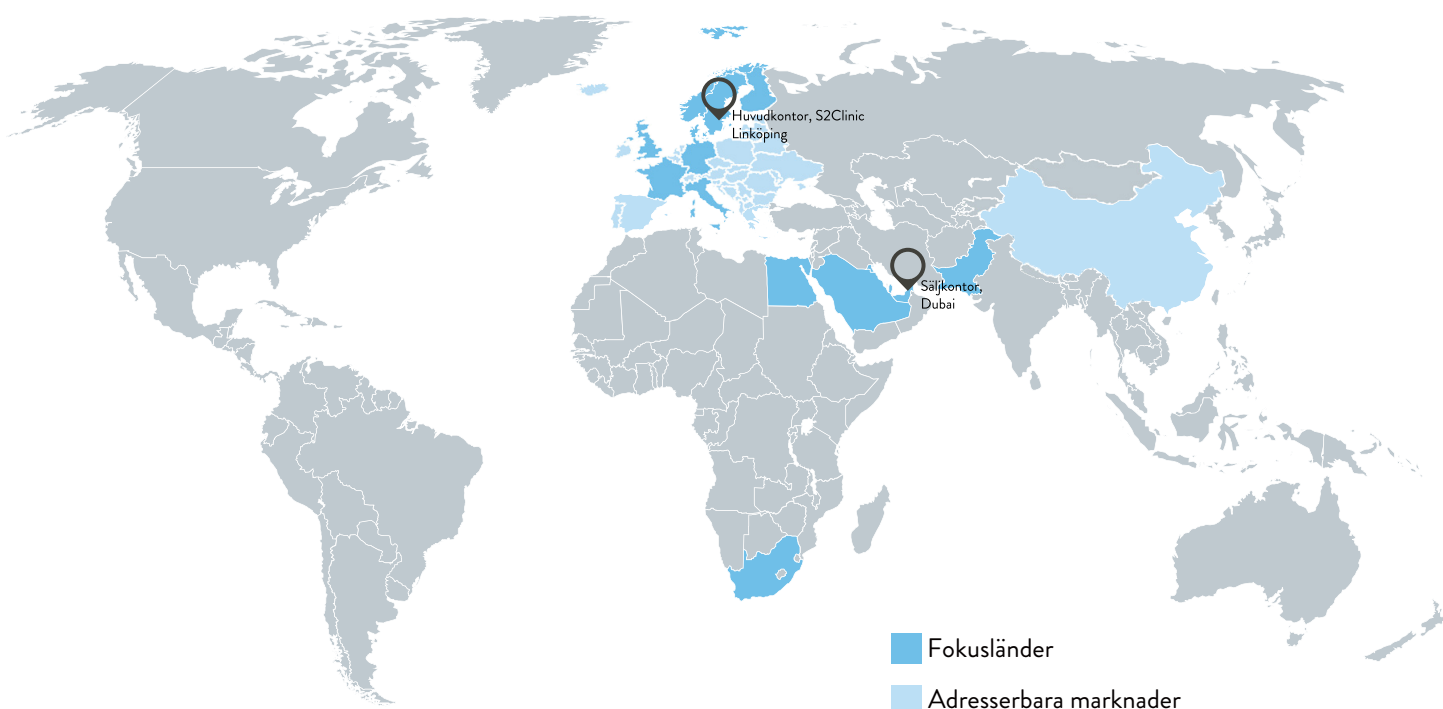 Huvudkontor, S2Clinic
Linköping
Säljkontor,
Dubai
Fokusländer
Adresserbara marknader